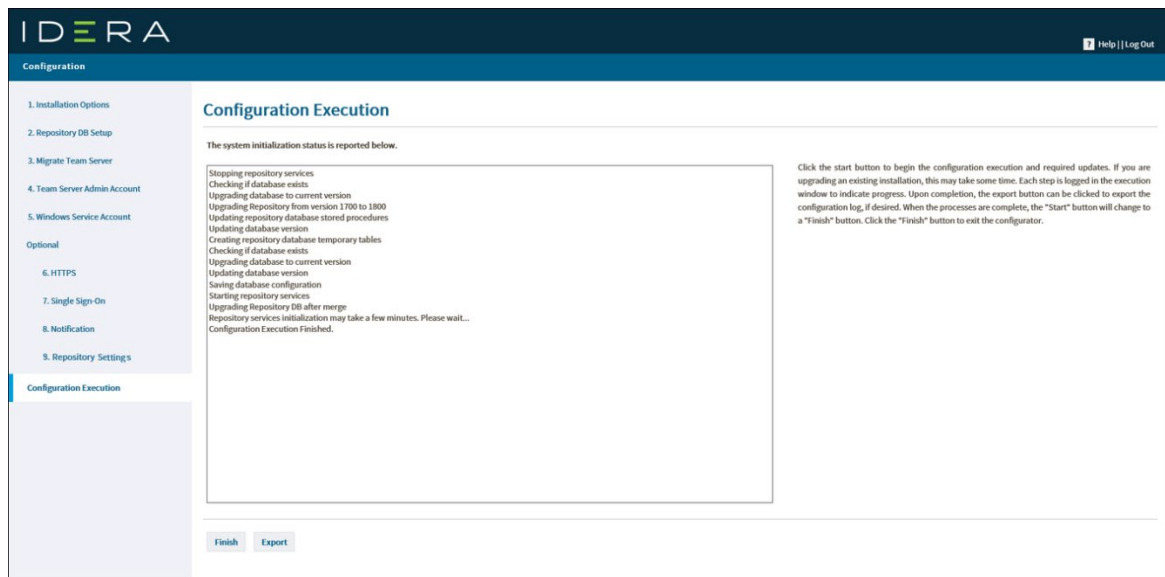 IDERA
? Help | | Log Out
Configuration
1. Installation Options
2. Repository DB Setup
3. Migrate Team Server
4. Team Server Admin Account
5. Windows Service Account
Optional
6. HTTPS
7. Single Sign-On
8. Notification
9. Repository Settings
Configuration Execution
Configuration Execution
The system initialization status is reported below.
Stopping repository services
Checking if database exists
Upgrading database to current version
Upgrading Repository from version 1700 to 1800
Updating repository database stored procedures
Updating database version
Creating repository database temporary tables
Checking if database exists
Upgrading database to current version
Updating database version
Saving database configuration
Starting repository services
Upgrading Repository DB after merge
Repository services initialization may take a few minutes. Please wait...
Configuration Execution Finished.
Click the start button to begin the configuration execution and required updates. If you are
upgrading an existing installation, this may take some time. Each step is logged in the execution
window to indicate progress. Upon completion, the export button can be clicked to export the
configuration log, if desired. When the processes are complete, the "Start" button will change to
a "Finish" button. Click the "Finish" button to exit the configurator.
Finish
Export